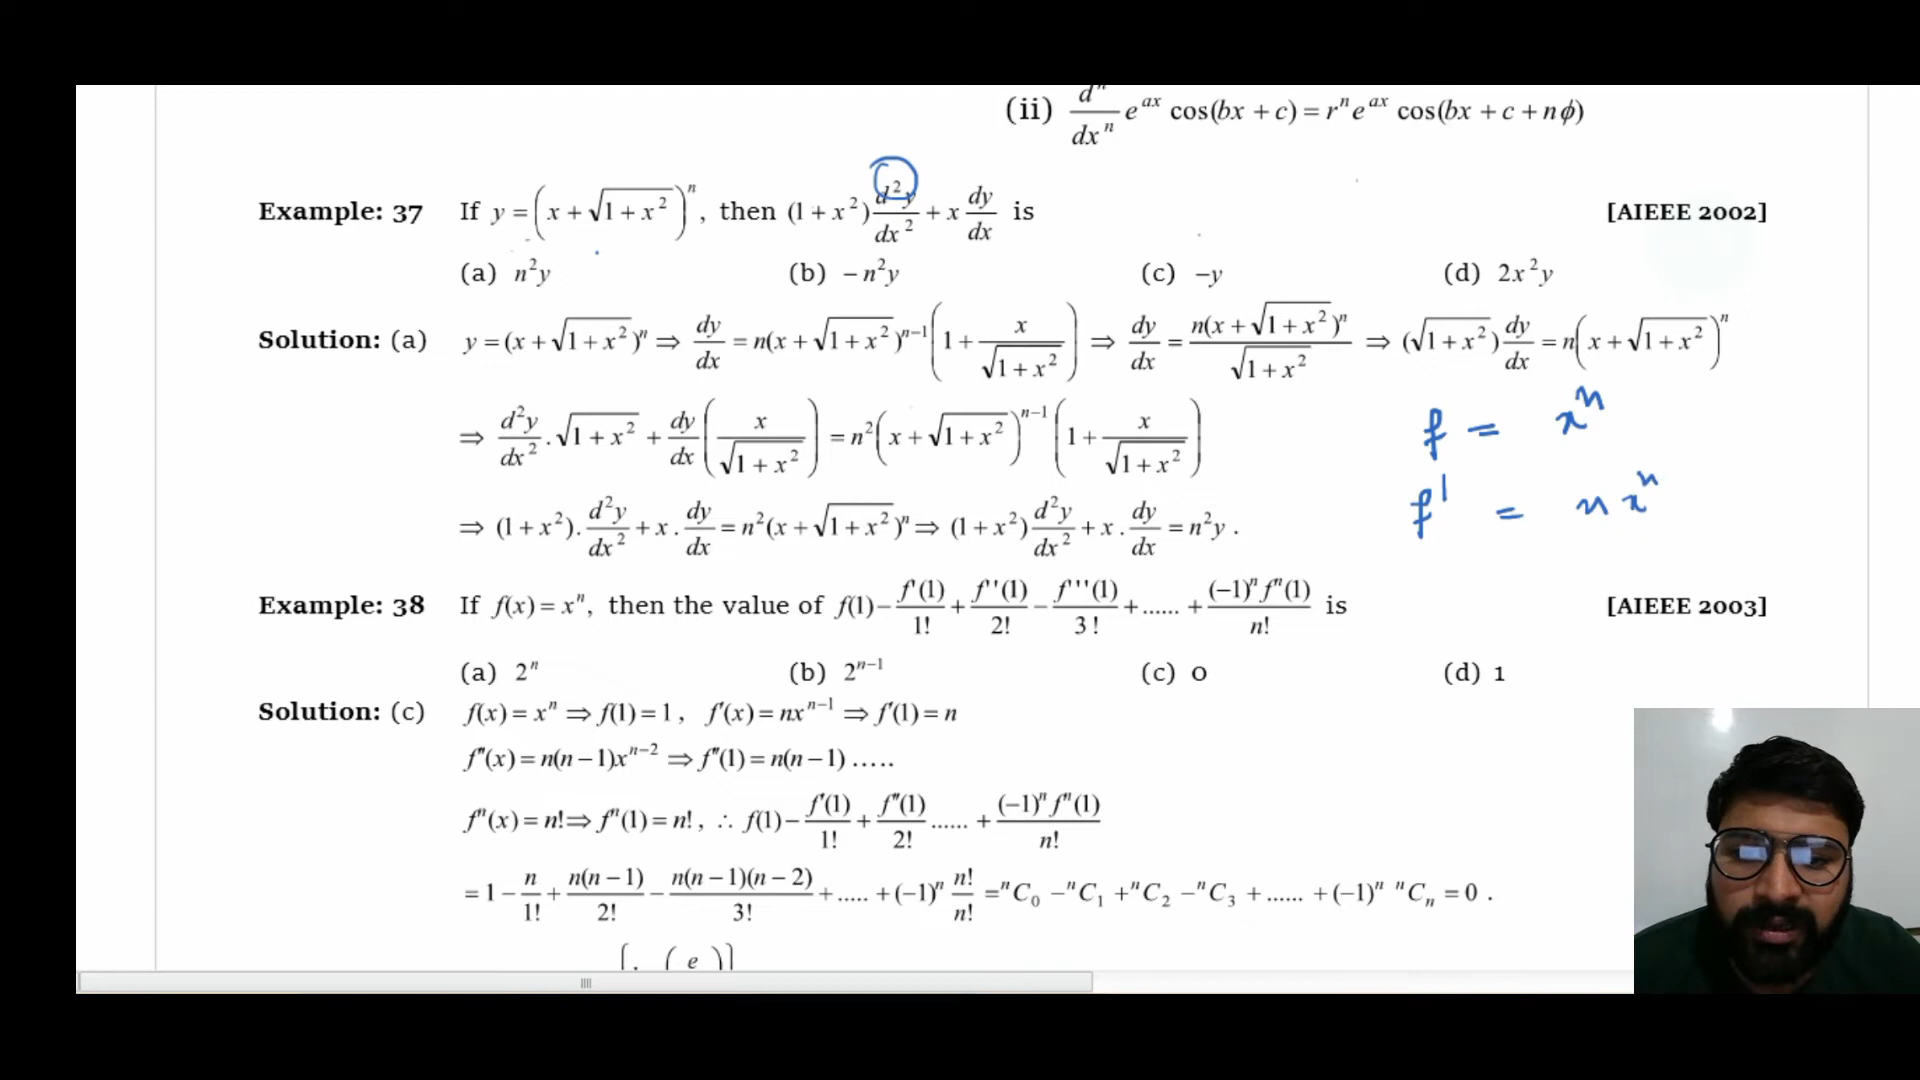 (ii) dⁿ/dxⁿ e^{ax} cos(bx + c) = rⁿ e^{ax} cos(bx + c + nϕ)
Example: 37 If y = (x + √(1 + x²))ⁿ, then (1 + x²) d²y/dx² + x dy/dx is [AIEEE 2002]
(a) n²y (b) – n²y (c) –y (d) 2x²y
Solution: (a) y = (x + √(1 + x²))ⁿ ⇒ dy/dx = n(x + √(1 + x²))ⁿ⁻¹ (1 + x/√(1 + x²)) ⇒ dy/dx = n(x + √(1 + x²))ⁿ/√(1 + x²) ⇒ (√(1 + x²)) dy/dx = n(x + √(1 + x²))ⁿ
⇒ d²y/dx² . √(1 + x²) + dy/dx (x/√(1 + x²)) = n² (x + √(1 + x²))ⁿ⁻¹ (1 + x/√(1 + x²))
f = xⁿ
f' = n xⁿ
⇒ (1 + x²). d²y/dx² + x . dy/dx = n²(x + √(1 + x²))ⁿ ⇒ (1 + x²) d²y/dx² + x . dy/dx = n²y .
Example: 38 If f(x) = xⁿ, then the value of f(1) – f'(1)/1! + f''(1)/2! – f'''(1)/3! + ...... + (–1)ⁿ fⁿ(1)/n! is [AIEEE 2003]
(a) 2ⁿ (b) 2ⁿ⁻¹ (c) 0 (d) 1
Solution: (c) f(x) = xⁿ ⇒ f(1) = 1 , f'(x) = nxⁿ⁻¹ ⇒ f'(1) = n
f''(x) = n(n – 1)xⁿ⁻² ⇒ f''(1) = n(n – 1) .....
fⁿ(x) = n! ⇒ fⁿ(1) = n! , ∴ f(1) – f'(1)/1! + f''(1)/2! ...... + (–1)ⁿ fⁿ(1)/n!
= 1 – n/1! + n(n – 1)/2! – n(n – 1)(n – 2)/3! + ..... + (–1)ⁿ n!/n! = ⁿC₀ – ⁿC₁ + ⁿC₂ – ⁿC₃ + ...... + (–1)ⁿ ⁿCₙ = 0 .